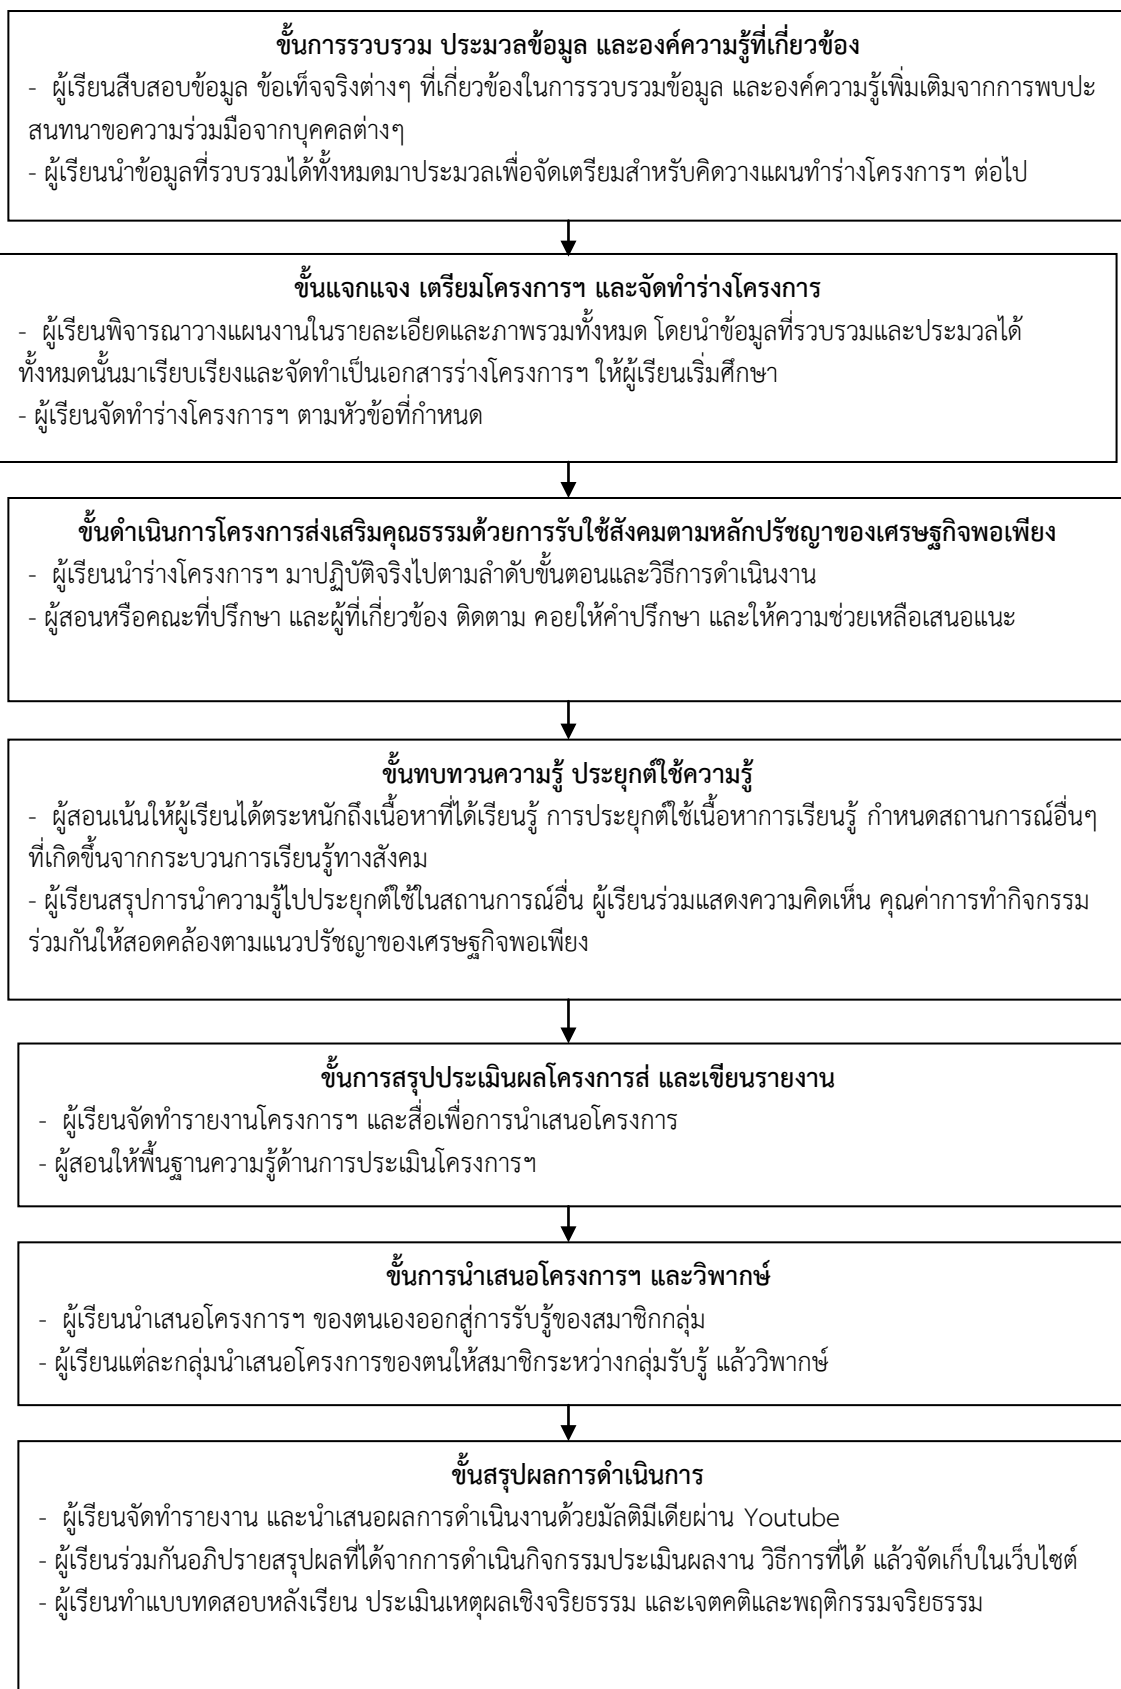 ขั้นการรวบรวม ประมวลข้อมูล และองค์ความรู้ที่เกี่ยวข้อง
- ผู้เรียนสืบสอบข้อมูล ข้อเท็จจริงต่างๆ ที่เกี่ยวข้องในการรวบรวมข้อมูล และองค์ความรู้เพิ่มเติมจากการพบปะ
สนทนาขอความร่วมมือจากบุคคลต่างๆ
- ผู้เรียนนำข้อมูลที่รวบรวมได้ทั้งหมดมาประมวลเพื่อจัดเตรียมสำหรับคิดวางแผนทำร่างโครงการฯ ต่อไป
ขั้นแจกแจง เตรียมโครงการฯ และจัดทำร่างโครงการ
- ผู้เรียนพิจารณาวางแผนงานในรายละเอียดและภาพรวมทั้งหมด โดยนำข้อมูลที่รวบรวมและประมวลได้
ทั้งหมดนั้นมาเรียบเรียงและจัดทำเป็นเอกสารร่างโครงการฯ ให้ผู้เรียนเริ่มศึกษา
- ผู้เรียนจัดทำร่างโครงการฯ ตามหัวข้อที่กำหนด
ขั้นดำเนินการโครงการส่งเสริมคุณธรรมด้วยการรับใช้สังคมตามหลักปรัชญาของเศรษฐกิจพอเพียง
- ผู้เรียนนำร่างโครงการฯ มาปฏิบัติจริงไปตามลำดับขั้นตอนและวิธีการดำเนินงาน
- ผู้สอนหรือคณะที่ปรึกษา และผู้ที่เกี่ยวข้อง ติดตาม คอยให้คำปรึกษา และให้ความช่วยเหลือเสนอแนะ
ขั้นทบทวนความรู้ ประยุกต์ใช้ความรู้
- ผู้สอนเน้นให้ผู้เรียนได้ตระหนักถึงเนื้อหาที่ได้เรียนรู้ การประยุกต์ใช้เนื้อหาการเรียนรู้ กำหนดสถานการณ์อื่นๆ
ที่เกิดขึ้นจากกระบวนการเรียนรู้ทางสังคม
- ผู้เรียนสรุปการนำความรู้ไปประยุกต์ใช้ในสถานการณ์อื่น ผู้เรียนร่วมแสดงความคิดเห็น คุณค่าการทำกิจกรรม
ร่วมกันให้สอดคล้องตามแนวปรัชญาของเศรษฐกิจพอเพียง
ขั้นการสรุปประเมินผลโครงการส่ และเขียนรายงาน
- ผู้เรียนจัดทำรายงานโครงการฯ และสื่อเพื่อการนำเสนอโครงการ
- ผู้สอนให้พื้นฐานความรู้ด้านการประเมินโครงการฯ
ขั้นการนำเสนอโครงการฯ และวิพากษ์
- ผู้เรียนนำเสนอโครงการฯ ของตนเองออกสู่การรับรู้ของสมาชิกกลุ่ม
- ผู้เรียนแต่ละกลุ่มนำเสนอโครงการของตนให้สมาชิกระหว่างกลุ่มรับรู้ แล้ววิพากษ์
ขั้นสรุปผลการดำเนินการ
- ผู้เรียนจัดทำรายงาน และนำเสนอผลการดำเนินงานด้วยมัลติมีเดียผ่าน Youtube
- ผู้เรียนร่วมกันอภิปรายสรุปผลที่ได้จากการดำเนินกิจกรรมประเมินผลงาน วิธีการที่ได้ แล้วจัดเก็บในเว็บไซต์
- ผู้เรียนทำแบบทดสอบหลังเรียน ประเมินเหตุผลเชิงจริยธรรม และเจตคติและพฤติกรรมจริยธรรม